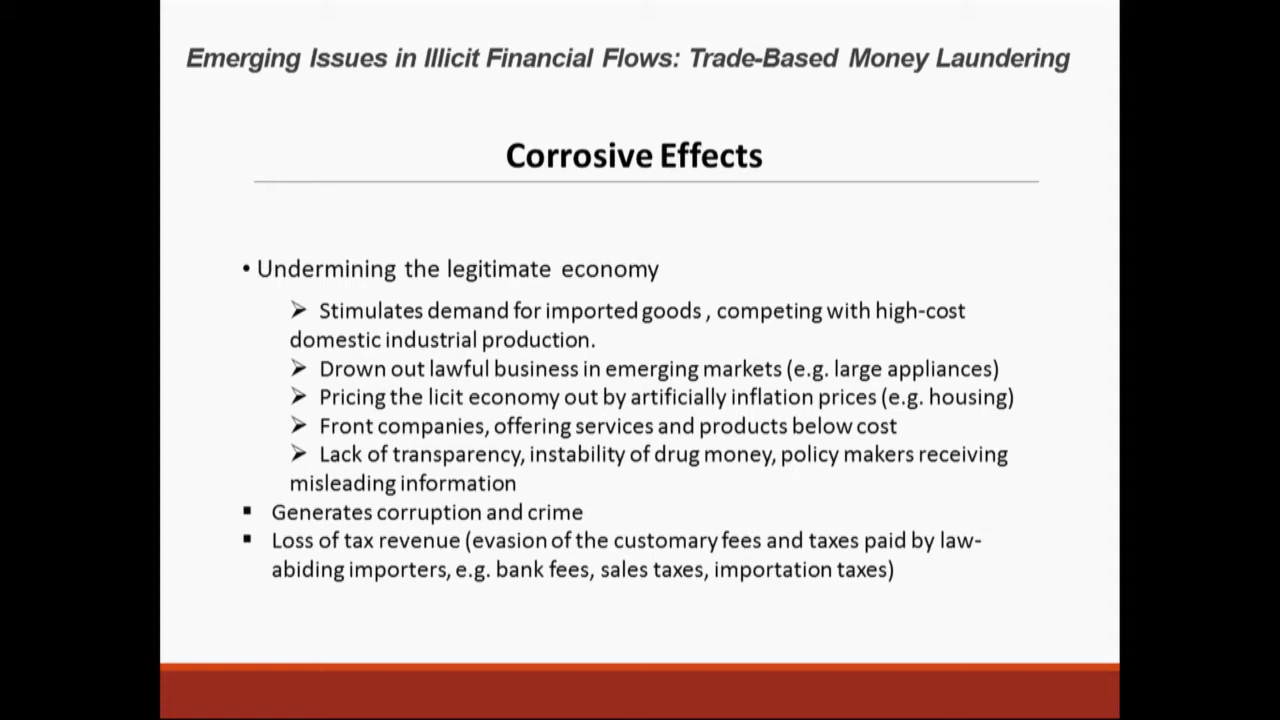 Emerging Issues in Illicit Financial Flows: Trade-Based Money Laundering
Corrosive Effects
• Undermining the legitimate economy
➢ Stimulates demand for imported goods , competing with high-cost
domestic industrial production.
➢ Drown out lawful business in emerging markets (e.g. large appliances)
➢ Pricing the licit economy out by artificially inflation prices (e.g. housing)
➢ Front companies, offering services and products below cost
➢ Lack of transparency, instability of drug money, policy makers receiving
misleading information
▪ Generates corruption and crime
▪ Loss of tax revenue (evasion of the customary fees and taxes paid by law-
abiding importers, e.g. bank fees, sales taxes, importation taxes)